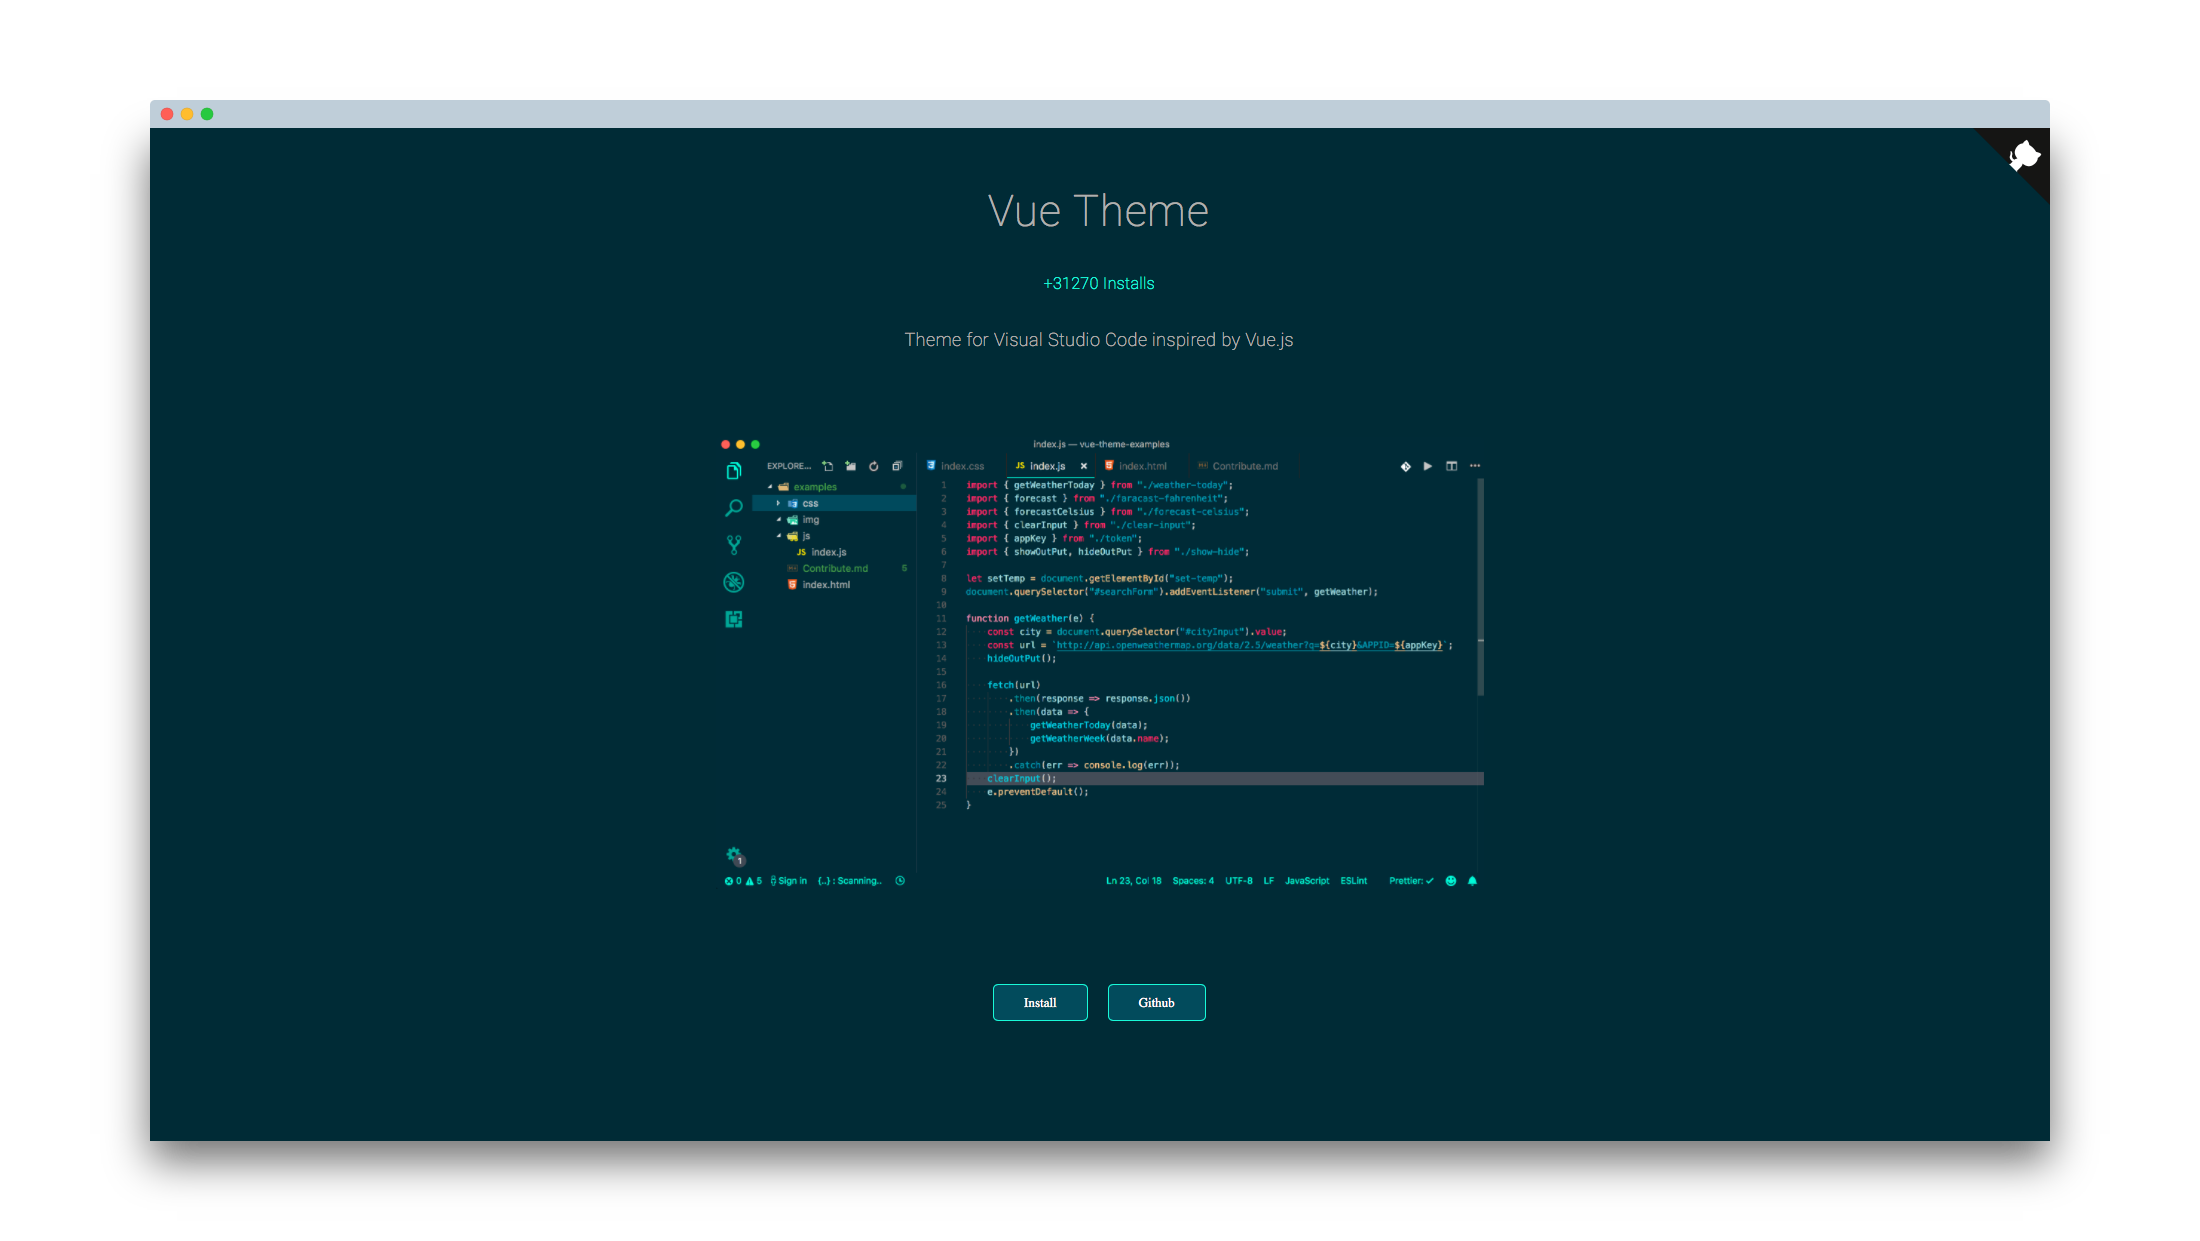 Vue Theme
+31270 Installs
Theme for Visual Studio Code inspired by Vue.js
index.js — vue-theme-examples
EXPLORE...
index.css
JS index.js ×
index.html
Contribute.md
examples
css
img
js
JS index.js
Contribute.md 5
index.html
1 import { getWeatherToday } from "./weather-today";
2 import { forecast } from "./faracast-fahrenheit";
3 import { forecastCelsius } from "./forecast-celsius";
4 import { clearInput } from "./clear-input";
5 import { appKey } from "./token";
6 import { showOutPut, hideOutPut } from "./show-hide";
7
8 let setTemp = document.getElementById("set-temp");
9 document.querySelector("#searchForm").addEventListener("submit", getWeather);
10
11 function getWeather(e) {
12 const city = document.querySelector("#cityInput").value;
13 const url = `http://api.openweathermap.org/data/2.5/weather?q=${city}&APPID=${appKey}`;
14 hideOutPut();
15
16 fetch(url)
17 .then(response => response.json())
18 .then(data => {
19 getWeatherToday(data);
20 getWeatherWeek(data.name);
21 })
22 .catch(err => console.log(err));
23 clearInput();
24 e.preventDefault();
25 }
1
0 5 Sign in {..} : Scanning..
Ln 23, Col 18 Spaces: 4 UTF-8 LF JavaScript ESLint Prettier: ✓
Install
Github